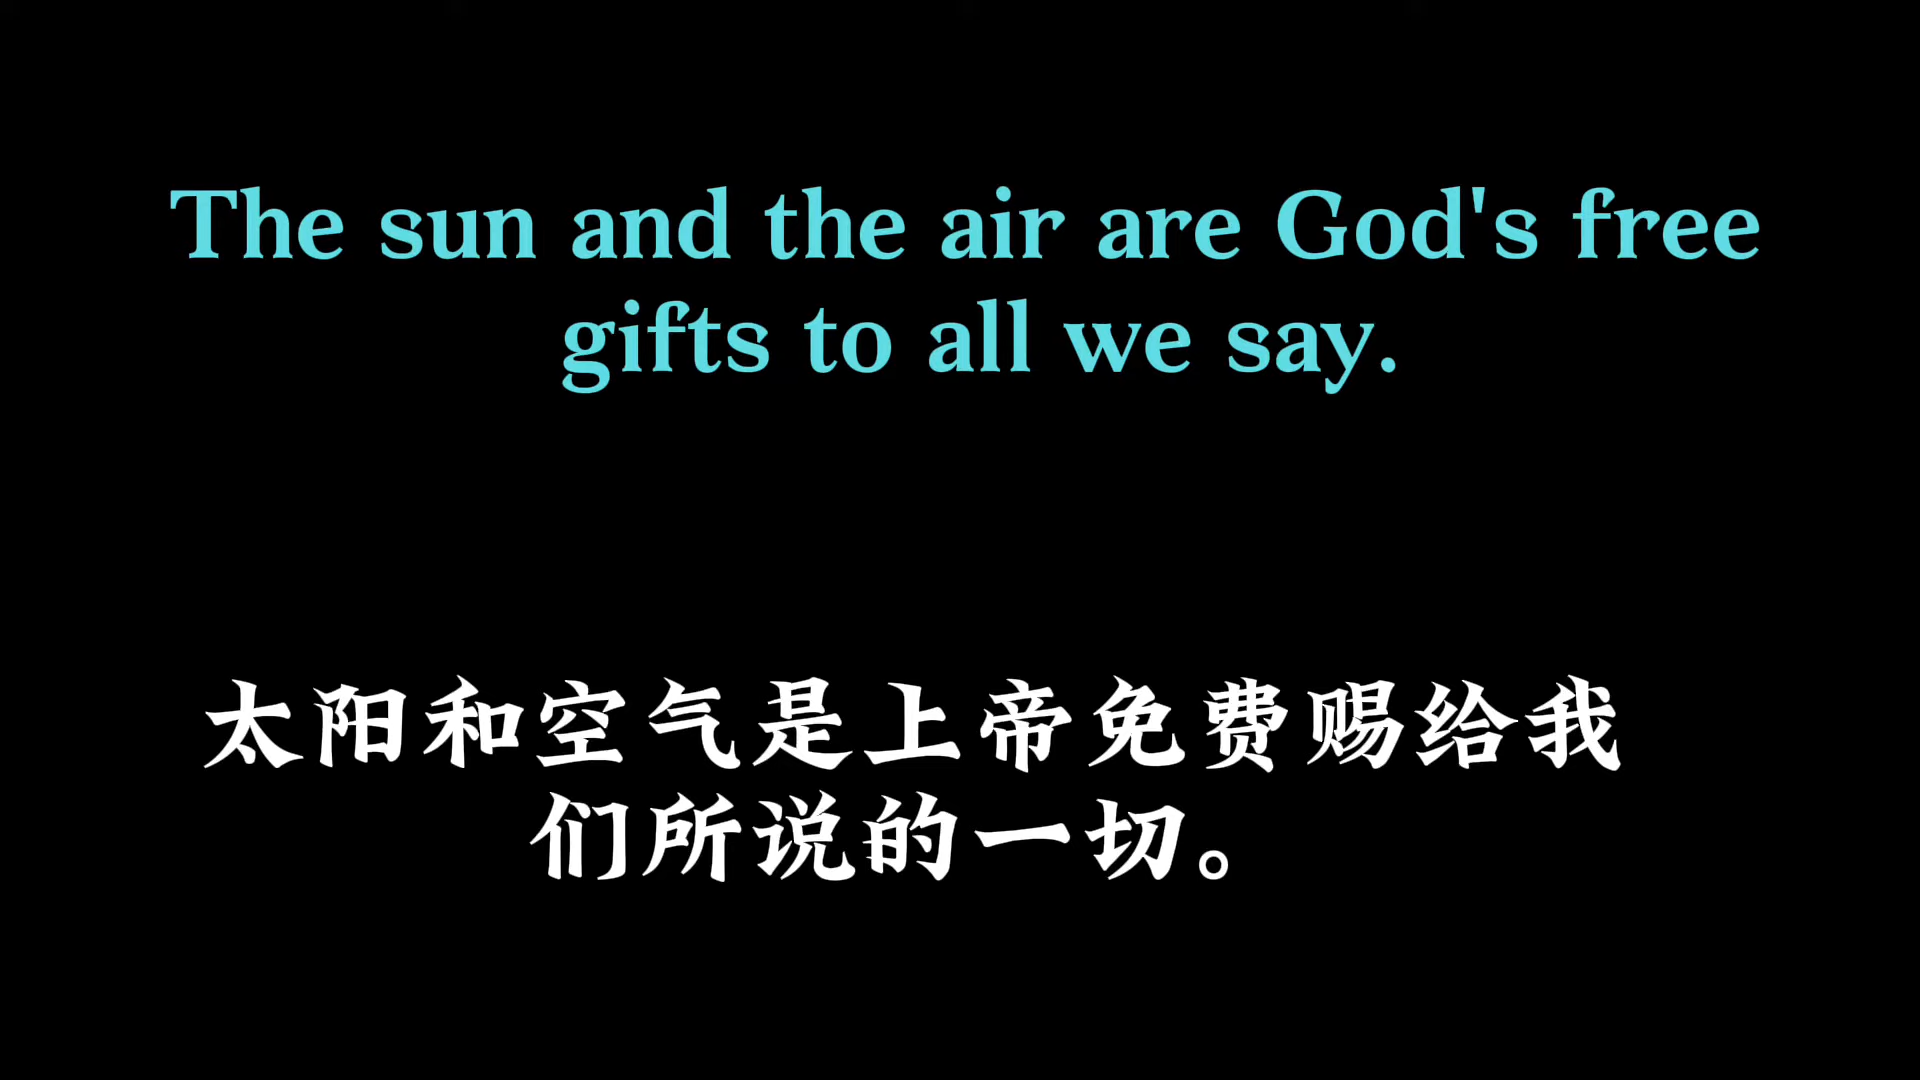 The sun and the air are God's free
gifts to all we say.
太阳和空气是上帝免费赐给我
们所说的一切。